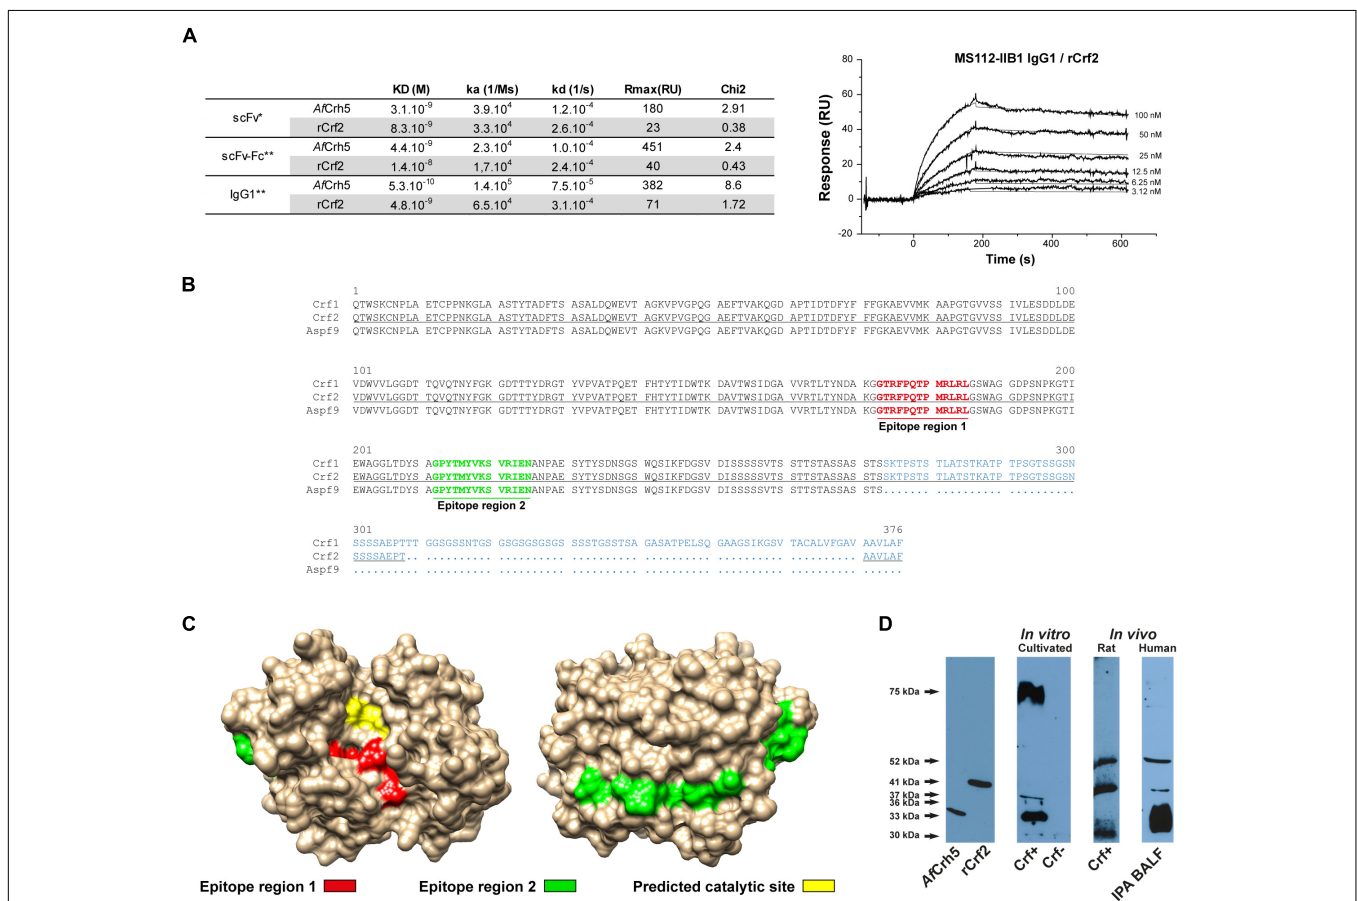 A
KD (M) ka (1/Ms) kd (1/s) Rmax(RU) Chi2
scFv* AfCrh5 3.1.10-9 3.9.104 1.2.10-4 180 2.91
rCrf2 8.3.10-9 3.3.104 2.6.10-4 23 0.38
scFv-Fc** AfCrh5 4.4.10-9 2.3.104 1.0.10-4 451 2.4
rCrf2 1.4.10-8 1,7.104 2.4.10-4 40 0.43
IgG1** AfCrh5 5.3.10-10 1.4.105 7.5.10-5 382 8.6
rCrf2 4.8.10-9 6.5.104 3.1.10-4 71 1.72
MS112-IIB1 IgG1 / rCrf2
Response (RU)
80
60
40
20
0
-20
100 nM
50 nM
25 nM
12.5 nM
6.25 nM
3.12 nM
0 200 400 600
Time (s)
B
1 100
Crf1 QTWSKCNPLA ETCPPNKGLA ASTYTADFTS ASALDQWEVT AGKVPVGPQG AEFTVAKQGD APTIDTDFYF FFGKAEVVMK AAPGTGVVSS IVLESDDLDE
Crf2 QTWSKCNPLA ETCPPNKGLA ASTYTADFTS ASALDQWEVT AGKVPVGPQG AEFTVAKQGD APTIDTDFYF FFGKAEVVMK AAPGTGVVSS IVLESDDLDE
Aspf9 QTWSKCNPLA ETCPPNKGLA ASTYTADFTS ASALDQWEVT AGKVPVGPQG AEFTVAKQGD APTIDTDFYF FFGKAEVVMK AAPGTGVVSS IVLESDDLDE
101 200
Crf1 VDWVVLGGDT TQVQTNYFGK GDTTTYDRGT YVPVATPQET FHTYTIDWTK DAVTWSIDGA VVRTLTYNDA KGGTRFPQTP MRLRLGSWAG GDPSNPKGTI
Crf2 VDWVVLGGDT TQVQTNYFGK GDTTTYDRGT YVPVATPQET FHTYTIDWTK DAVTWSIDGA VVRTLTYNDA KGGTRFPQTP MRLRLGSWAG GDPSNPKGTI
Aspf9 VDWVVLGGDT TQVQTNYFGK GDTTTYDRGT YVPVATPQET FHTYTIDWTK DAVTWSIDGA VVRTLTYNDA KGGTRFPQTP MRLRLGSWAG GDPSNPKGTI
Epitope region 1
201 300
Crf1 EWAGGLTDYS AGPYTMYVKS VRIENANPAE SYTYSDNSGS WQSIKFDGSV DISSSSSVTS STTSTASSAS STSSKTPSTS TLATSTKATP TPSGTSSGSN
Crf2 EWAGGLTDYS AGPYTMYVKS VRIENANPAE SYTYSDNSGS WQSIKFDGSV DISSSSSVTS STTSTASSAS STSSKTPSTS TLATSTKATP TPSGTSSGSN
Aspf9 EWAGGLTDYS AGPYTMYVKS VRIENANPAE SYTYSDNSGS WQSIKFDGSV DISSSSSVTS STTSTASSAS STS....... .......... ..........
Epitope region 2
301 376
Crf1 SSSSAEPTTT GGSGSSNTGS GSGSGSGSGS SSSTGSSTSA GASATPELSQ GAAGSIKGSV TACALVFGAV AAVLAF
Crf2 SSSSAEPT.. .......... .......... .......... .......... .......... .......... AAVLAF
Aspf9 .......... .......... .......... .......... .......... .......... .......... ......
C
Epitope region 1
Epitope region 2
Predicted catalytic site
D
In vitro In vivo
Cultivated Rat Human
75 kDa
52 kDa
41 kDa
37 kDa
36 kDa
33 kDa
30 kDa
AfCrh5 rCrf2 Crf+ Crf- Crf+ IPA BALF